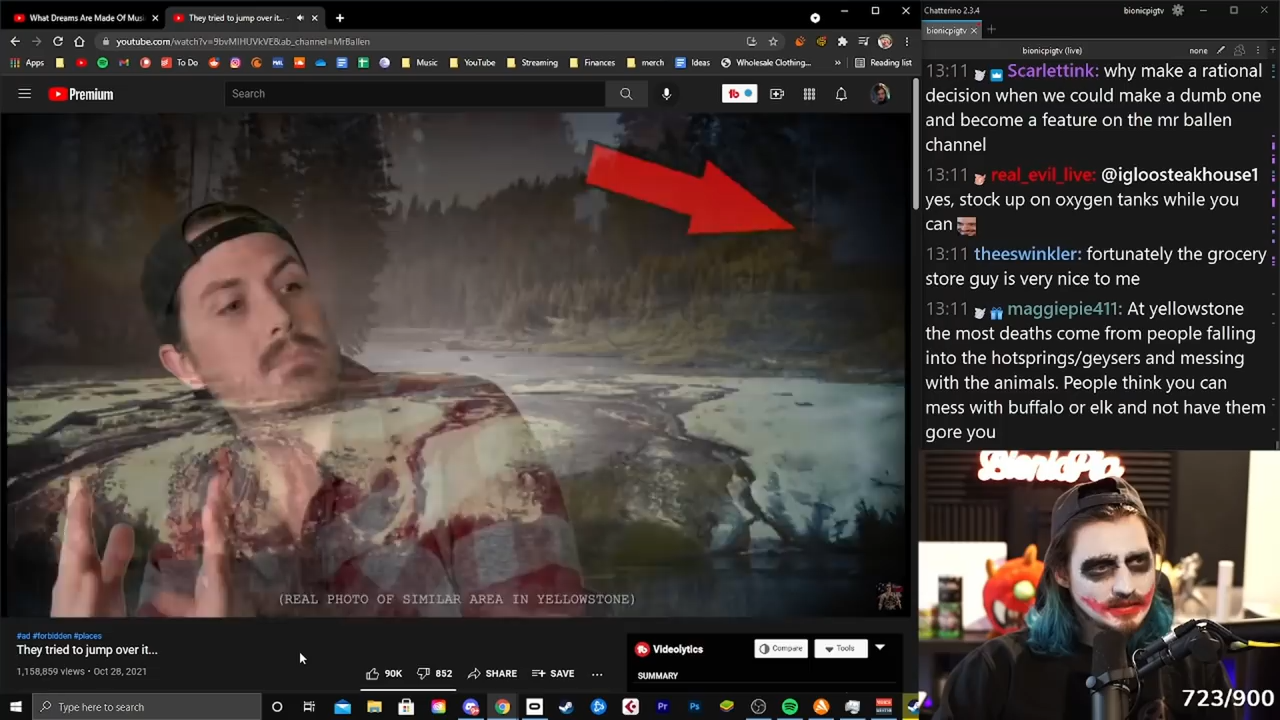 What Dreams Are Made Of Mus
They tried to jump over it...
youtube.com/watch?v=9bvMIHUVkVE&ab_channel=MrBallen
Apps
To Do
Music
YouTube
Streaming
Finances
merch
Ideas
Wholesale Clothing...
Reading list
Premium
Search
(REAL PHOTO OF SIMILAR AREA IN YELLOWSTONE)
#ad #forbidden #places
They tried to jump over it...
1,158,859 views • Oct 28, 2021
90K
852
SHARE
SAVE
Videolytics
Compare
Tools
SUMMARY
Type here to search
Chatterino 2.3.4
bionicpigtv
bionicpigtv
bionicpigtv (live)
none
13:11 Scarlettink: why make a rational
decision when we could make a dumb one
and become a feature on the mr ballen
channel
13:11 real_evil_live: @igloosteakhouse1
yes, stock up on oxygen tanks while you
can
13:11 theeswinkler: fortunately the grocery
store guy is very nice to me
13:11 maggiepie411: At yellowstone
the most deaths come from people falling
into the hotsprings/geysers and messing
with the animals. People think you can
mess with buffalo or elk and not have them
gore you
BionicPig
723/900